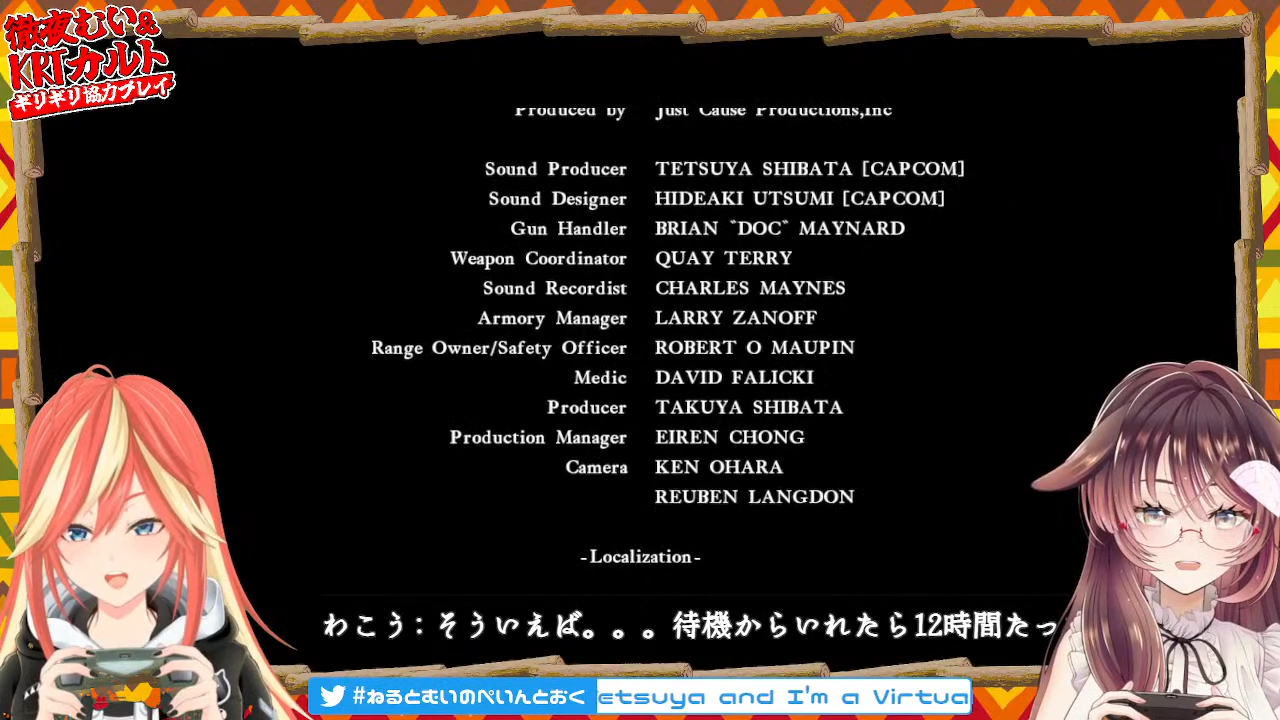 徹夜むい&
KRTカルト
ギリギリ協力プレイ
Produced by Just Cause Productions,Inc
Sound Producer TETSUYA SHIBATA [CAPCOM]
Sound Designer HIDEAKI UTSUMI [CAPCOM]
Gun Handler BRIAN "DOC" MAYNARD
Weapon Coordinator QUAY TERRY
Sound Recordist CHARLES MAYNES
Armory Manager LARRY ZANOFF
Range Owner/Safety Officer ROBERT O MAUPIN
Medic DAVID FALICKI
Producer TAKUYA SHIBATA
Production Manager EIREN CHONG
Camera KEN OHARA
REUBEN LANGDON
-Localization-
わこう：そういえば。。。待機からいれたら12時間たっ
#ねるとむいのぺいんとおく etsuya and I'm a Virtua